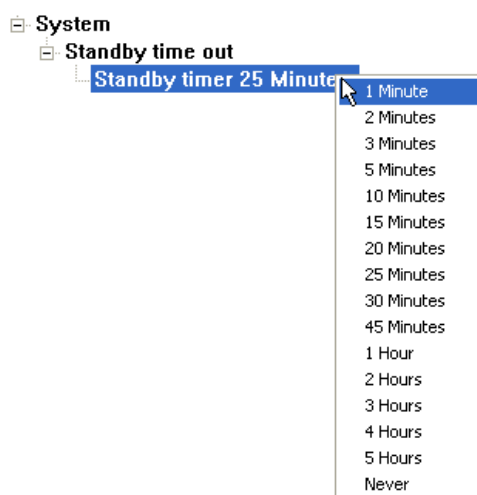 System
Standby time out
Standby timer 25 Minute
1 Minute
2 Minutes
3 Minutes
5 Minutes
10 Minutes
15 Minutes
20 Minutes
25 Minutes
30 Minutes
45 Minutes
1 Hour
2 Hours
3 Hours
4 Hours
5 Hours
Never